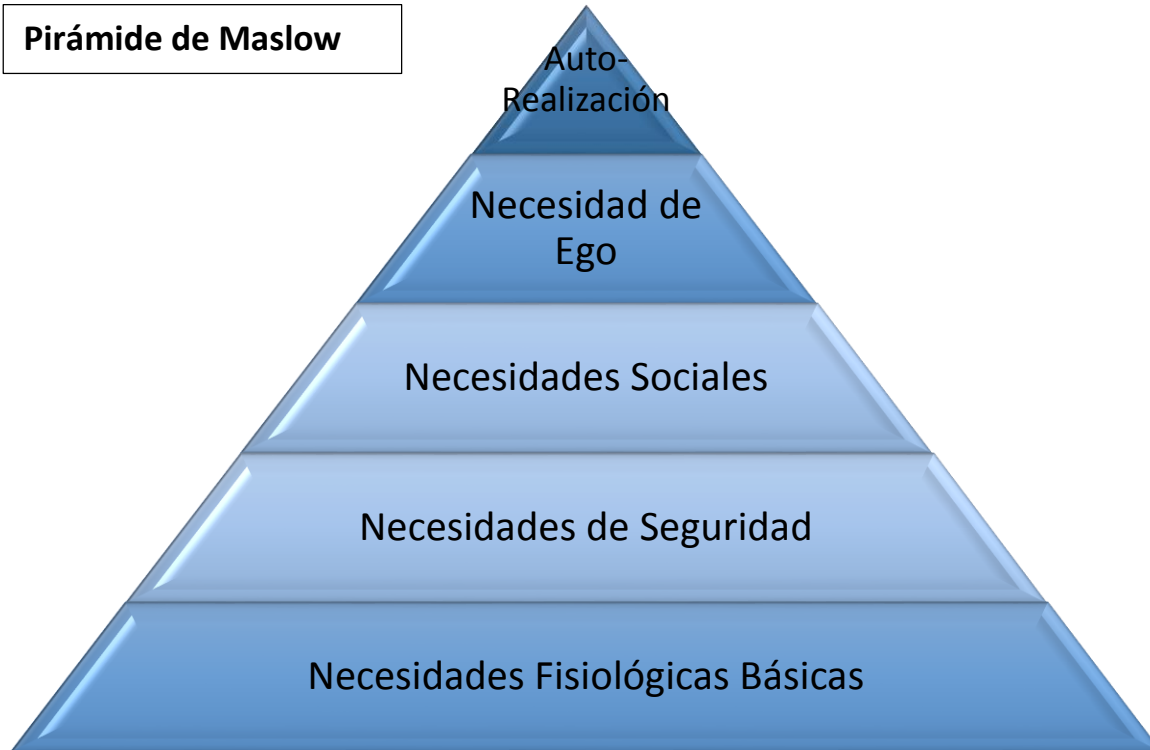 Pirámide de Maslow
Auto-
Realización
Necesidad de
Ego
Necesidades Sociales
Necesidades de Seguridad
Necesidades Fisiológicas Básicas